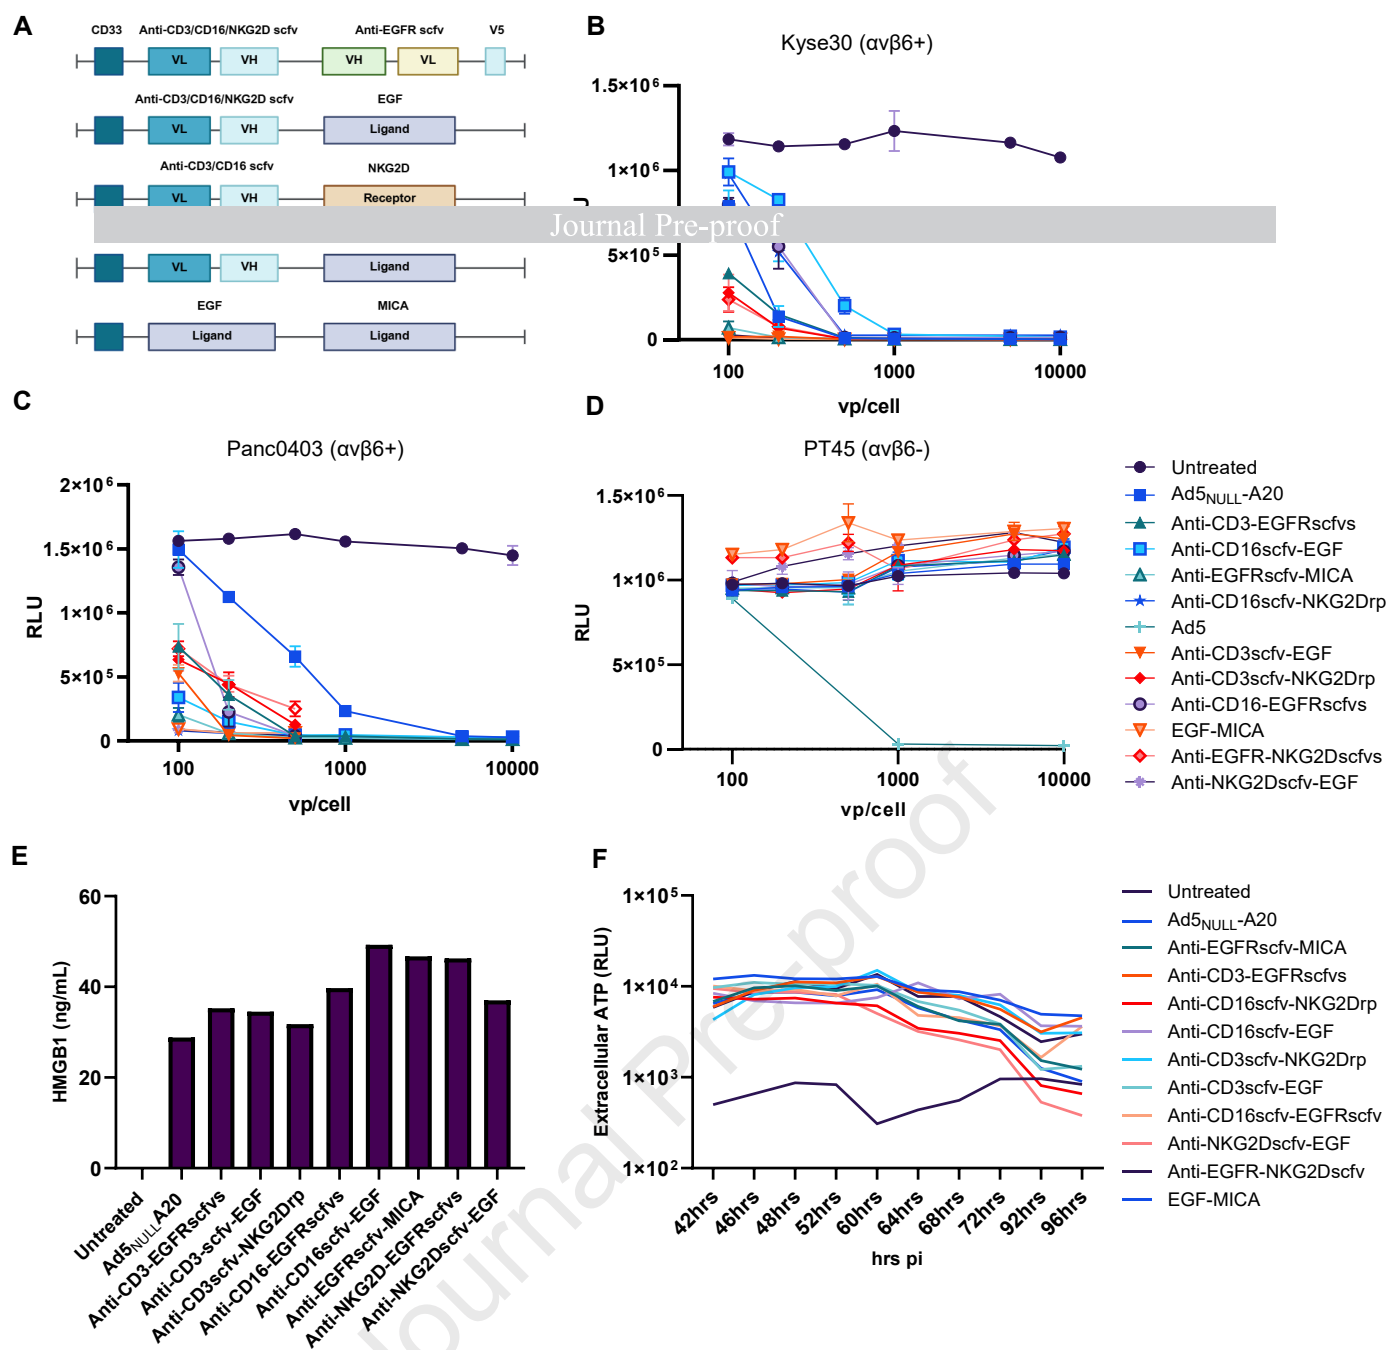 A
CD33 Anti-CD3/CD16/NKG2D scfv Anti-EGFR scfv V5
VL VH VH VL
Anti-CD3/CD16/NKG2D scfv EGF
VL VH Ligand
Anti-CD3/CD16 scfv NKG2D
VL VH Receptor
Journal Pre-proof
VL VH Ligand
EGF MICA
Ligand Ligand
B
Kyse30 (αvβ6+)
1.5×10⁶
1×10⁶
5×10⁵
0
100 1000 10000
vp/cell
C
Panc0403 (αvβ6+)
RLU
2×10⁶
1.5×10⁶
1×10⁶
5×10⁵
0
100 1000 10000
vp/cell
D
PT45 (αvβ6-)
RLU
1.5×10⁶
1×10⁶
5×10⁵
0
100 1000 10000
vp/cell
Untreated
Ad5NULL-A20
Anti-CD3-EGFRscfvs
Anti-CD16scfv-EGF
Anti-EGFRscfv-MICA
Anti-CD16scfv-NKG2Drp
Ad5
Anti-CD3scfv-EGF
Anti-CD3scfv-NKG2Drp
Anti-CD16-EGFRscfvs
EGF-MICA
Anti-EGFR-NKG2Dscfvs
Anti-NKG2Dscfv-EGF
E
HMGB1 (ng/mL)
60
40
20
0
Untreated
Ad5NULLA20
Anti-CD3-EGFRscfvs
Anti-CD3-scfv-EGF
Anti-CD3scfv-NKG2Drp
Anti-CD16-EGFRscfvs
Anti-CD16scfv-EGF
Anti-EGFRscfv-MICA
Anti-NKG2D-EGFRscfvs
Anti-NKG2Dscfv-EGF
F
Extracellular ATP (RLU)
1×10⁵
1×10⁴
1×10³
1×10²
42hrs
46hrs
48hrs
52hrs
60hrs
64hrs
68hrs
72hrs
92hrs
96hrs
hrs pi
Untreated
Ad5NULL-A20
Anti-EGFRscfv-MICA
Anti-CD3-EGFRscfvs
Anti-CD16scfv-NKG2Drp
Anti-CD16scfv-EGF
Anti-CD3scfv-NKG2Drp
Anti-CD3scfv-EGF
Anti-CD16scfv-EGFRscfv
Anti-NKG2Dscfv-EGF
Anti-EGFR-NKG2Dscfv
EGF-MICA
Journal Pre-proof